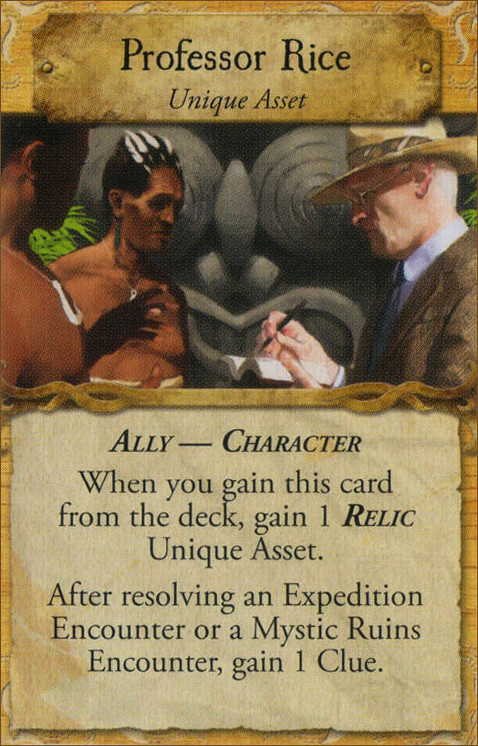 Professor Rice
Unique Asset
Ally — Character
When you gain this card
from the deck, gain 1 Relic
Unique Asset.
After resolving an Expedition
Encounter or a Mystic Ruins
Encounter, gain 1 Clue.